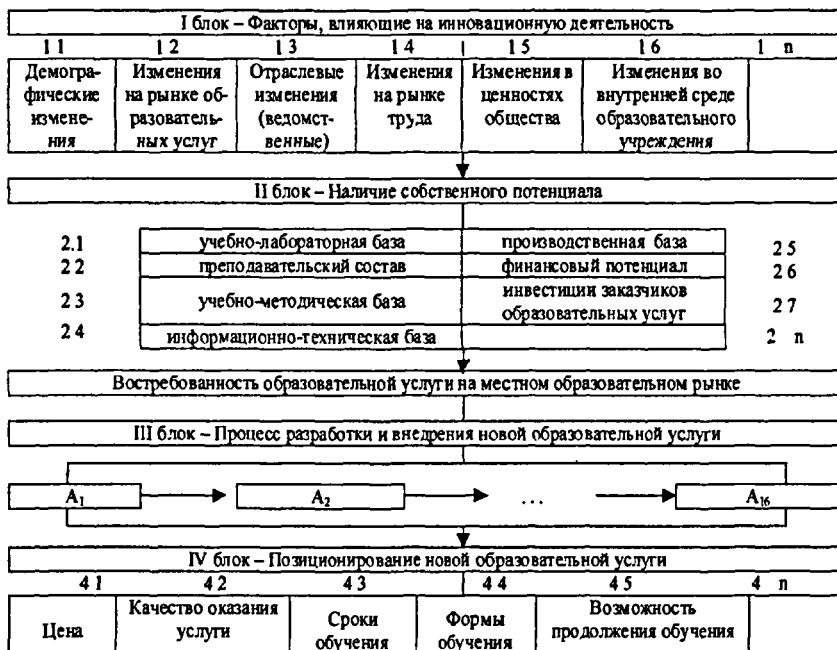 I блок – Факторы, влияющие на инновационную деятельность
1 1 1 2 1 3 1 4 1 5 1 6 1 n
Демогра-
фические
измене-
ния
Изменения
на рынке об-
разователь-
ных услуг
Отраслевые
изменения
(ведомст-
венные)
Изменения
на рынке
труда
Изменения в
ценностях
общества
Изменения во
внутренней среде
образовательного
учреждения
II блок – Наличие собственного потенциала
2.1 учебно-лабораторная база производственная база 2 5
2 2 преподавательский состав финансовый потенциал 2 6
2 3 учебно-методическая база инвестиции заказчиков
образовательных услуг 2 7
2 4 информационно-техническая база 2 n
Востребованность образовательной услуги на местном образовательном рынке
III блок – Процесс разработки и внедрения новой образовательной услуги
A1 A2 ... A16
IV блок – Позиционирование новой образовательной услуги
4 1 4 2 4 3 4 4 4 5 4 n
Цена
Качество оказания
услуги
Сроки
обучения
Формы
обучения
Возможность
продолжения обучения